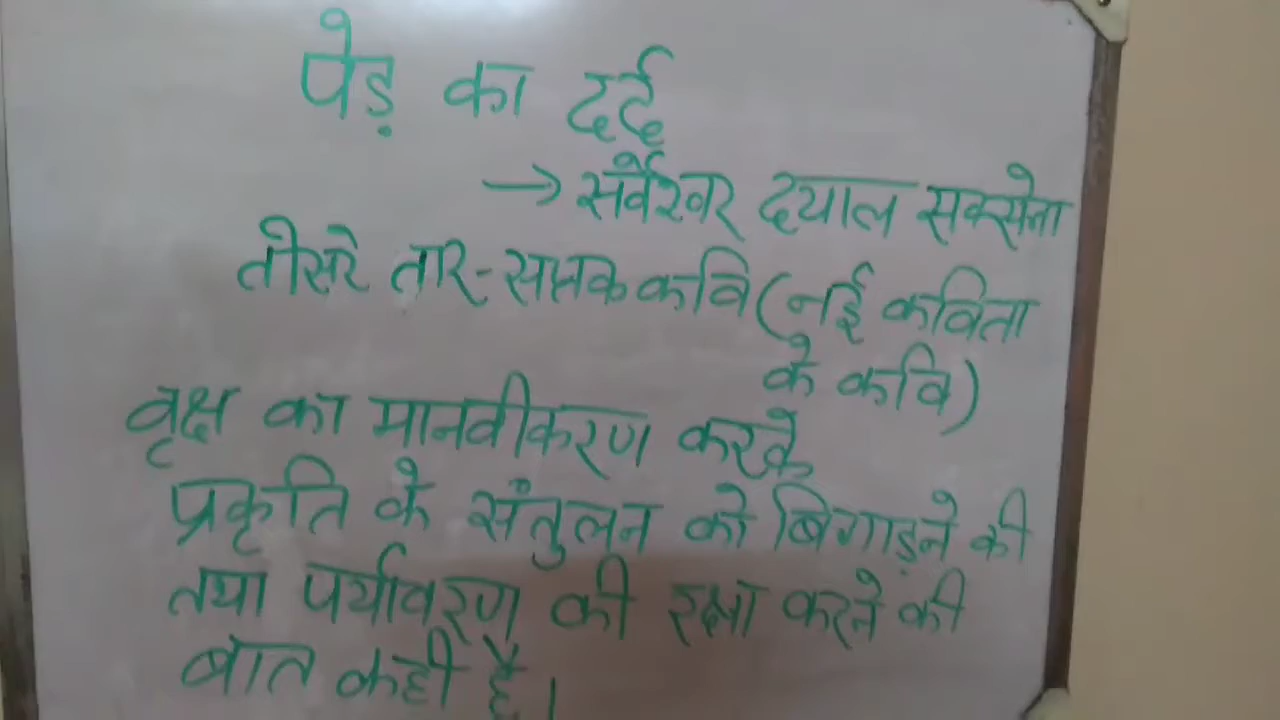 पेड़ का दर्द
→ सर्वेश्वर दयाल सक्सेना
तीसरे तार-सप्तक कवि (नई कविता
के कवि)
वृक्ष का मानवीकरण करके
प्रकृति के संतुलन को बिगाड़ने की
तथा पर्यावरण की रक्षा करने की
बात कही है।